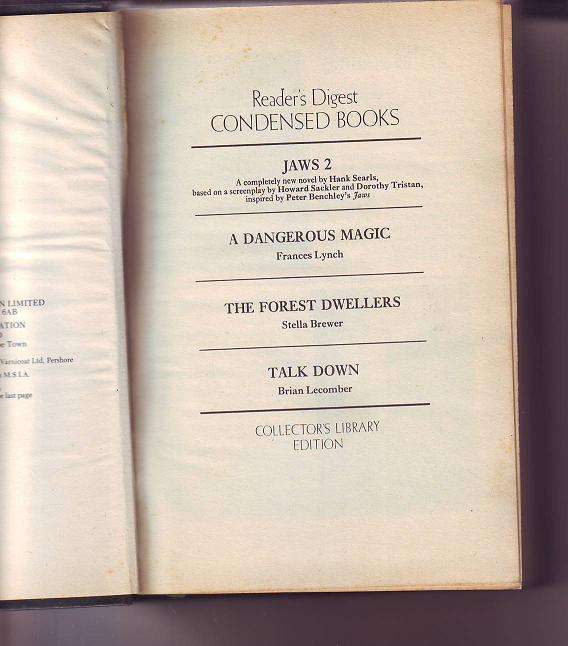 N LIMITED
6AB
ATION
e Town
Varnicoat Ltd, Pershore
M.S.I.A.
e last page
Reader's Digest
CONDENSED BOOKS
JAWS 2
A completely new novel by Hank Searls,
based on a screenplay by Howard Sackler and Dorothy Tristan,
inspired by Peter Benchley's Jaws
A DANGEROUS MAGIC
Frances Lynch
THE FOREST DWELLERS
Stella Brewer
TALK DOWN
Brian Lecomber
COLLECTOR'S LIBRARY
EDITION